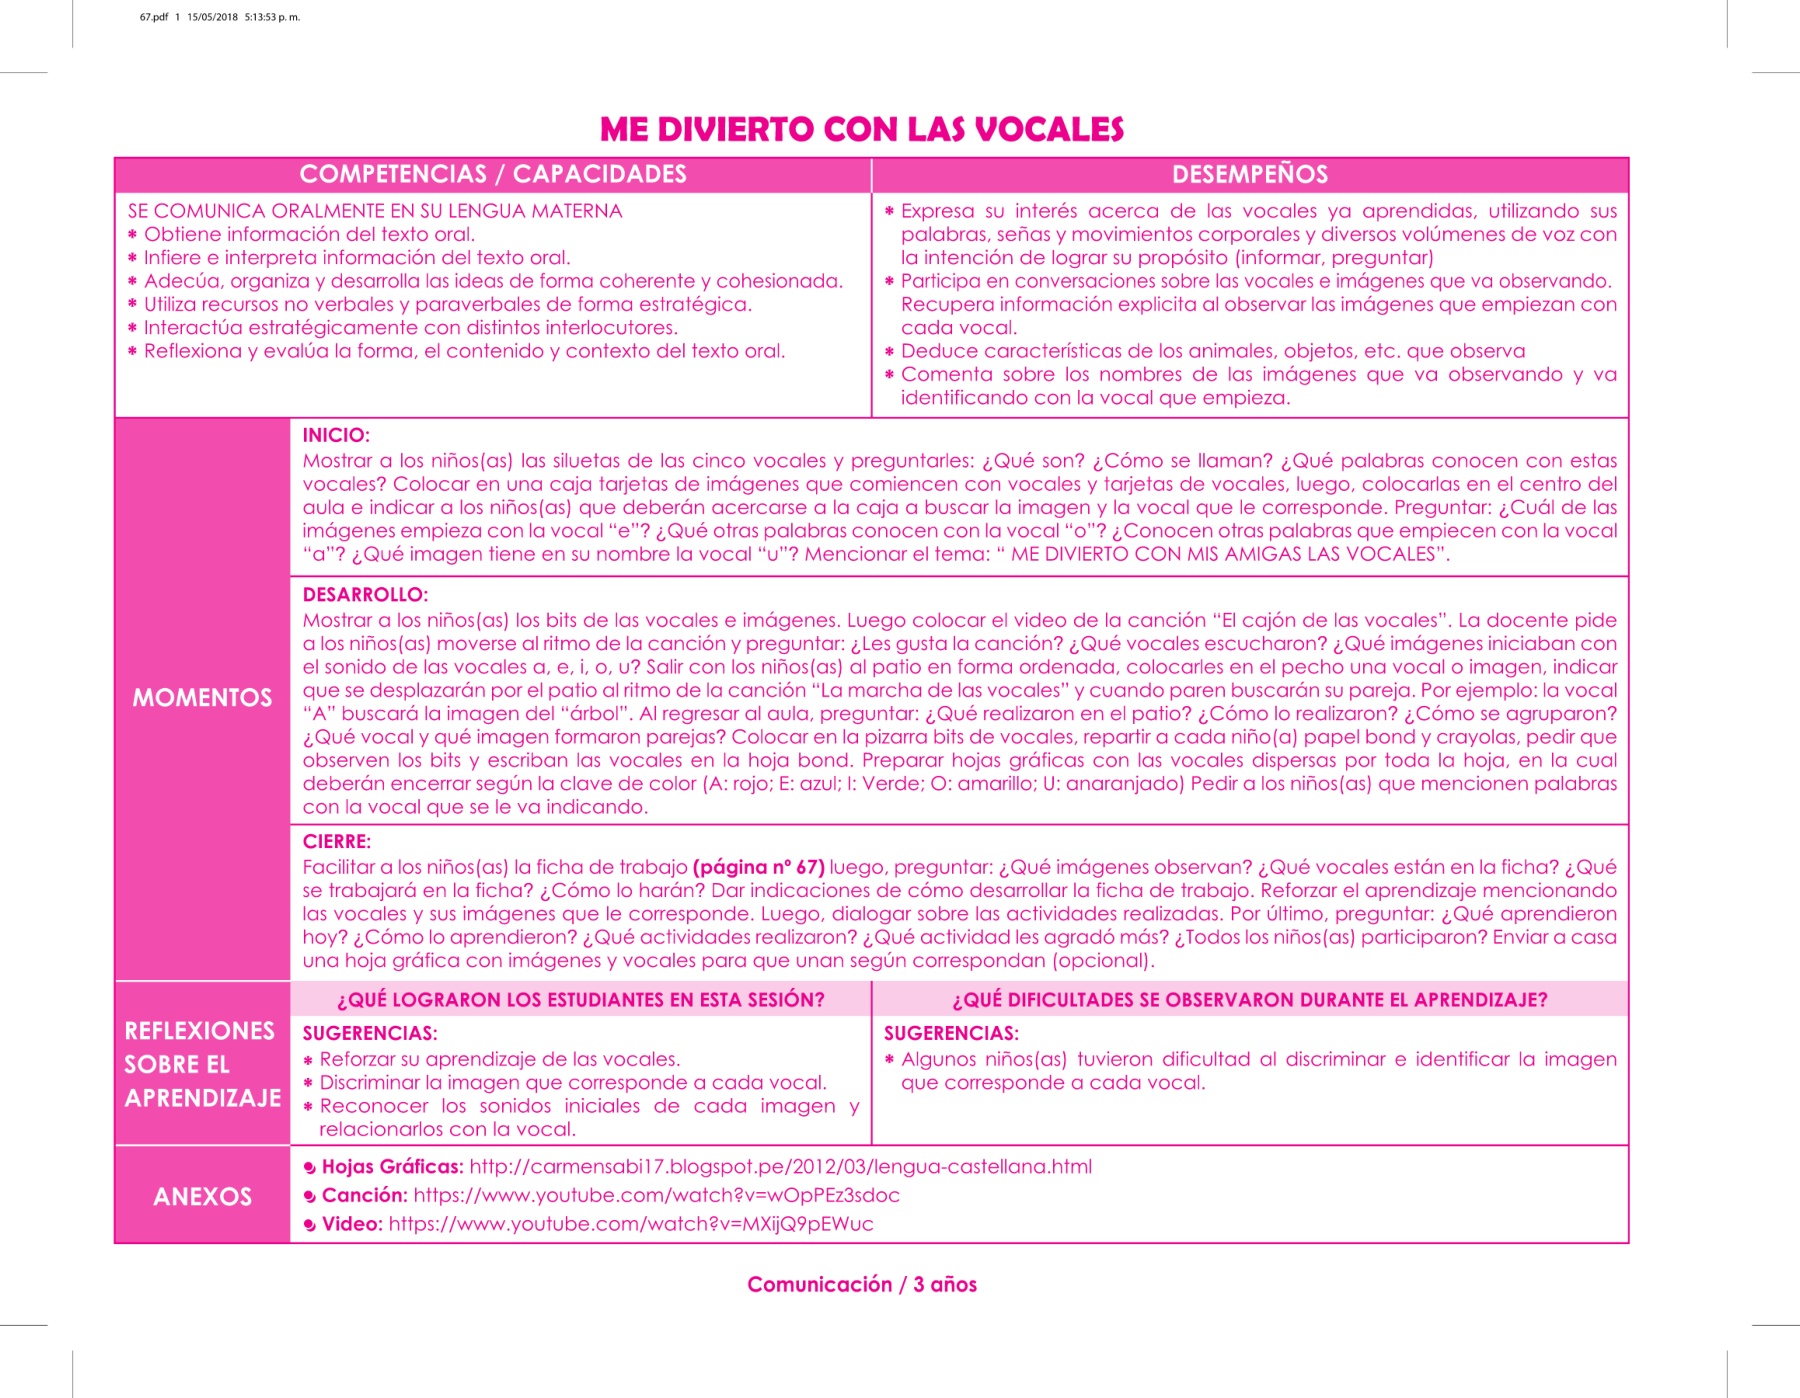 67.pdf 1 15/05/2018 5:13:53 p. m.
ME DIVIERTO CON LAS VOCALES
COMPETENCIAS / CAPACIDADES
SE COMUNICA ORALMENTE EN SU LENGUA MATERNA
* Obtiene información del texto oral.
* Infiere e interpreta información del texto oral.
* Adecúa, organiza y desarrolla las ideas de forma coherente y cohesionada.
* Utiliza recursos no verbales y paraverbales de forma estratégica.
* Interactúa estratégicamente con distintos interlocutores.
* Reflexiona y evalúa la forma, el contenido y contexto del texto oral.
DESEMPEÑOS
* Expresa su interés acerca de las vocales ya aprendidas, utilizando sus
palabras, señas y movimientos corporales y diversos volúmenes de voz con
la intención de lograr su propósito (informar, preguntar)
* Participa en conversaciones sobre las vocales e imágenes que va observando.
Recupera información explicita al observar las imágenes que empiezan con
cada vocal.
* Deduce características de los animales, objetos, etc. que observa
* Comenta sobre los nombres de las imágenes que va observando y va
identificando con la vocal que empieza.
MOMENTOS
INICIO:
Mostrar a los niños(as) las siluetas de las cinco vocales y preguntarles: ¿Qué son? ¿Cómo se llaman? ¿Qué palabras conocen con estas
vocales? Colocar en una caja tarjetas de imágenes que comiencen con vocales y tarjetas de vocales, luego, colocarlas en el centro del
aula e indicar a los niños(as) que deberán acercarse a la caja a buscar la imagen y la vocal que le corresponde. Preguntar: ¿Cuál de las
imágenes empieza con la vocal “e”? ¿Qué otras palabras conocen con la vocal “o”? ¿Conocen otras palabras que empiecen con la vocal
“a”? ¿Qué imagen tiene en su nombre la vocal “u”? Mencionar el tema: “ ME DIVIERTO CON MIS AMIGAS LAS VOCALES”.
DESARROLLO:
Mostrar a los niños(as) los bits de las vocales e imágenes. Luego colocar el video de la canción “El cajón de las vocales”. La docente pide
a los niños(as) moverse al ritmo de la canción y preguntar: ¿Les gusta la canción? ¿Qué vocales escucharon? ¿Qué imágenes iniciaban con
el sonido de las vocales a, e, i, o, u? Salir con los niños(as) al patio en forma ordenada, colocarles en el pecho una vocal o imagen, indicar
que se desplazarán por el patio al ritmo de la canción “La marcha de las vocales” y cuando paren buscarán su pareja. Por ejemplo: la vocal
“A” buscará la imagen del “árbol”. Al regresar al aula, preguntar: ¿Qué realizaron en el patio? ¿Cómo lo realizaron? ¿Cómo se agruparon?
¿Qué vocal y qué imagen formaron parejas? Colocar en la pizarra bits de vocales, repartir a cada niño(a) papel bond y crayolas, pedir que
observen los bits y escriban las vocales en la hoja bond. Preparar hojas gráficas con las vocales dispersas por toda la hoja, en la cual
deberán encerrar según la clave de color (A: rojo; E: azul; I: Verde; O: amarillo; U: anaranjado) Pedir a los niños(as) que mencionen palabras
con la vocal que se le va indicando.
CIERRE:
Facilitar a los niños(as) la ficha de trabajo (página nº 67) luego, preguntar: ¿Qué imágenes observan? ¿Qué vocales están en la ficha? ¿Qué
se trabajará en la ficha? ¿Cómo lo harán? Dar indicaciones de cómo desarrollar la ficha de trabajo. Reforzar el aprendizaje mencionando
las vocales y sus imágenes que le corresponde. Luego, dialogar sobre las actividades realizadas. Por último, preguntar: ¿Qué aprendieron
hoy? ¿Cómo lo aprendieron? ¿Qué actividades realizaron? ¿Qué actividad les agradó más? ¿Todos los niños(as) participaron? Enviar a casa
una hoja gráfica con imágenes y vocales para que unan según correspondan (opcional).
REFLEXIONES
SOBRE EL
APRENDIZAJE
¿QUÉ LOGRARON LOS ESTUDIANTES EN ESTA SESIÓN?
SUGERENCIAS:
* Reforzar su aprendizaje de las vocales.
* Discriminar la imagen que corresponde a cada vocal.
* Reconocer los sonidos iniciales de cada imagen y
relacionarlos con la vocal.
¿QUÉ DIFICULTADES SE OBSERVARON DURANTE EL APRENDIZAJE?
SUGERENCIAS:
* Algunos niños(as) tuvieron dificultad al discriminar e identificar la imagen
que corresponde a cada vocal.
ANEXOS
Hojas Gráficas: http://carmensabi17.blogspot.pe/2012/03/lengua-castellana.html
Canción: https://www.youtube.com/watch?v=wOpPEz3sdoc
Video: https://www.youtube.com/watch?v=MXijQ9pEWuc
Comunicación / 3 años